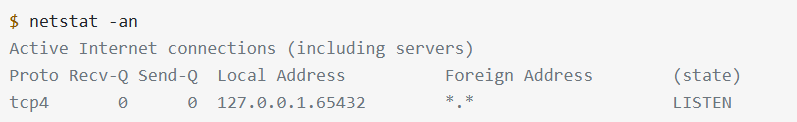 $ netstat -an
Active Internet connections (including servers)
Proto Recv-Q Send-Q  Local Address          Foreign Address        (state)
tcp4       0      0  127.0.0.1.65432        *.*                    LISTEN